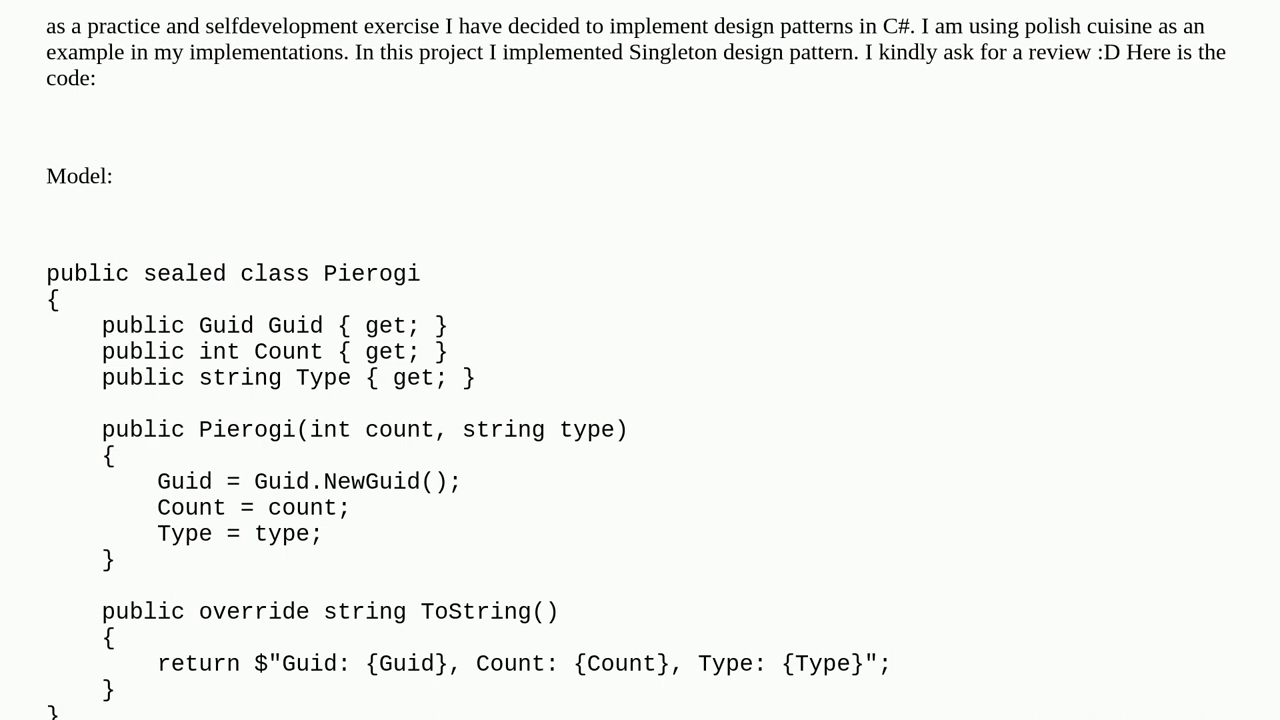 as a practice and selfdevelopment exercise I have decided to implement design patterns in C#. I am using polish cuisine as an
example in my implementations. In this project I implemented Singleton design pattern. I kindly ask for a review :D Here is the
code:
Model:
public sealed class Pierogi
{
    public Guid Guid { get; }
    public int Count { get; }
    public string Type { get; }
    public Pierogi(int count, string type)
    {
        Guid = Guid.NewGuid();
        Count = count;
        Type = type;
    }
    public override string ToString()
    {
        return $"Guid: {Guid}, Count: {Count}, Type: {Type}";
    }
}